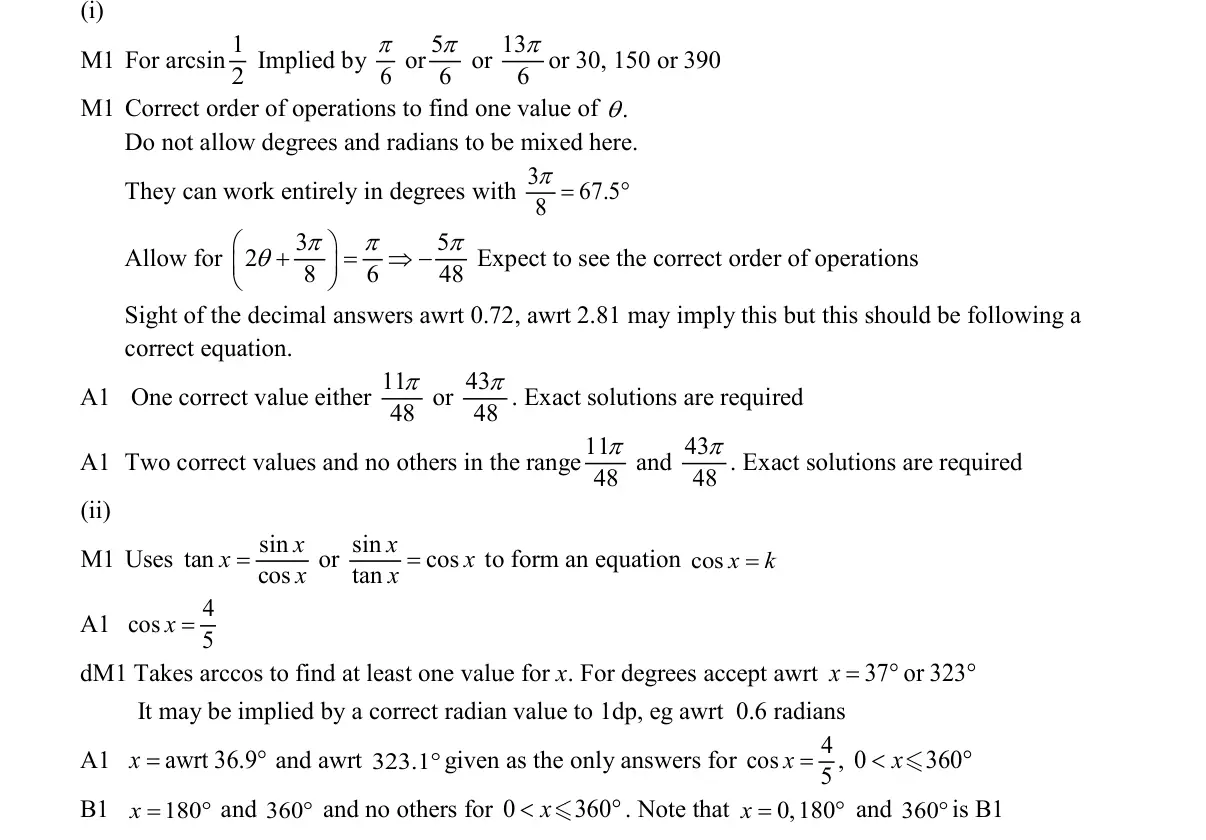 (i)
M1 For arcsin 1/2 Implied by π/6 or 5π/6 or 13π/6 or 30, 150 or 390
M1 Correct order of operations to find one value of θ.
Do not allow degrees and radians to be mixed here.
They can work entirely in degrees with 3π/8 = 67.5°
Allow for (2θ + 3π/8) = π/6 ⇒ −5π/48 Expect to see the correct order of operations
Sight of the decimal answers awrt 0.72, awrt 2.81 may imply this but this should be following a
correct equation.
A1 One correct value either 11π/48 or 43π/48. Exact solutions are required
A1 Two correct values and no others in the range 11π/48 and 43π/48. Exact solutions are required
(ii)
M1 Uses tan x = sin x/cos x or sin x/tan x = cos x to form an equation cos x = k
A1 cos x = 4/5
dM1 Takes arccos to find at least one value for x. For degrees accept awrt x = 37° or 323°
It may be implied by a correct radian value to 1dp, eg awrt 0.6 radians
A1 x = awrt 36.9° and awrt 323.1° given as the only answers for cos x = 4/5, 0 < x ⩽ 360°
B1 x = 180° and 360° and no others for 0 < x ⩽ 360°. Note that x = 0, 180° and 360° is B1